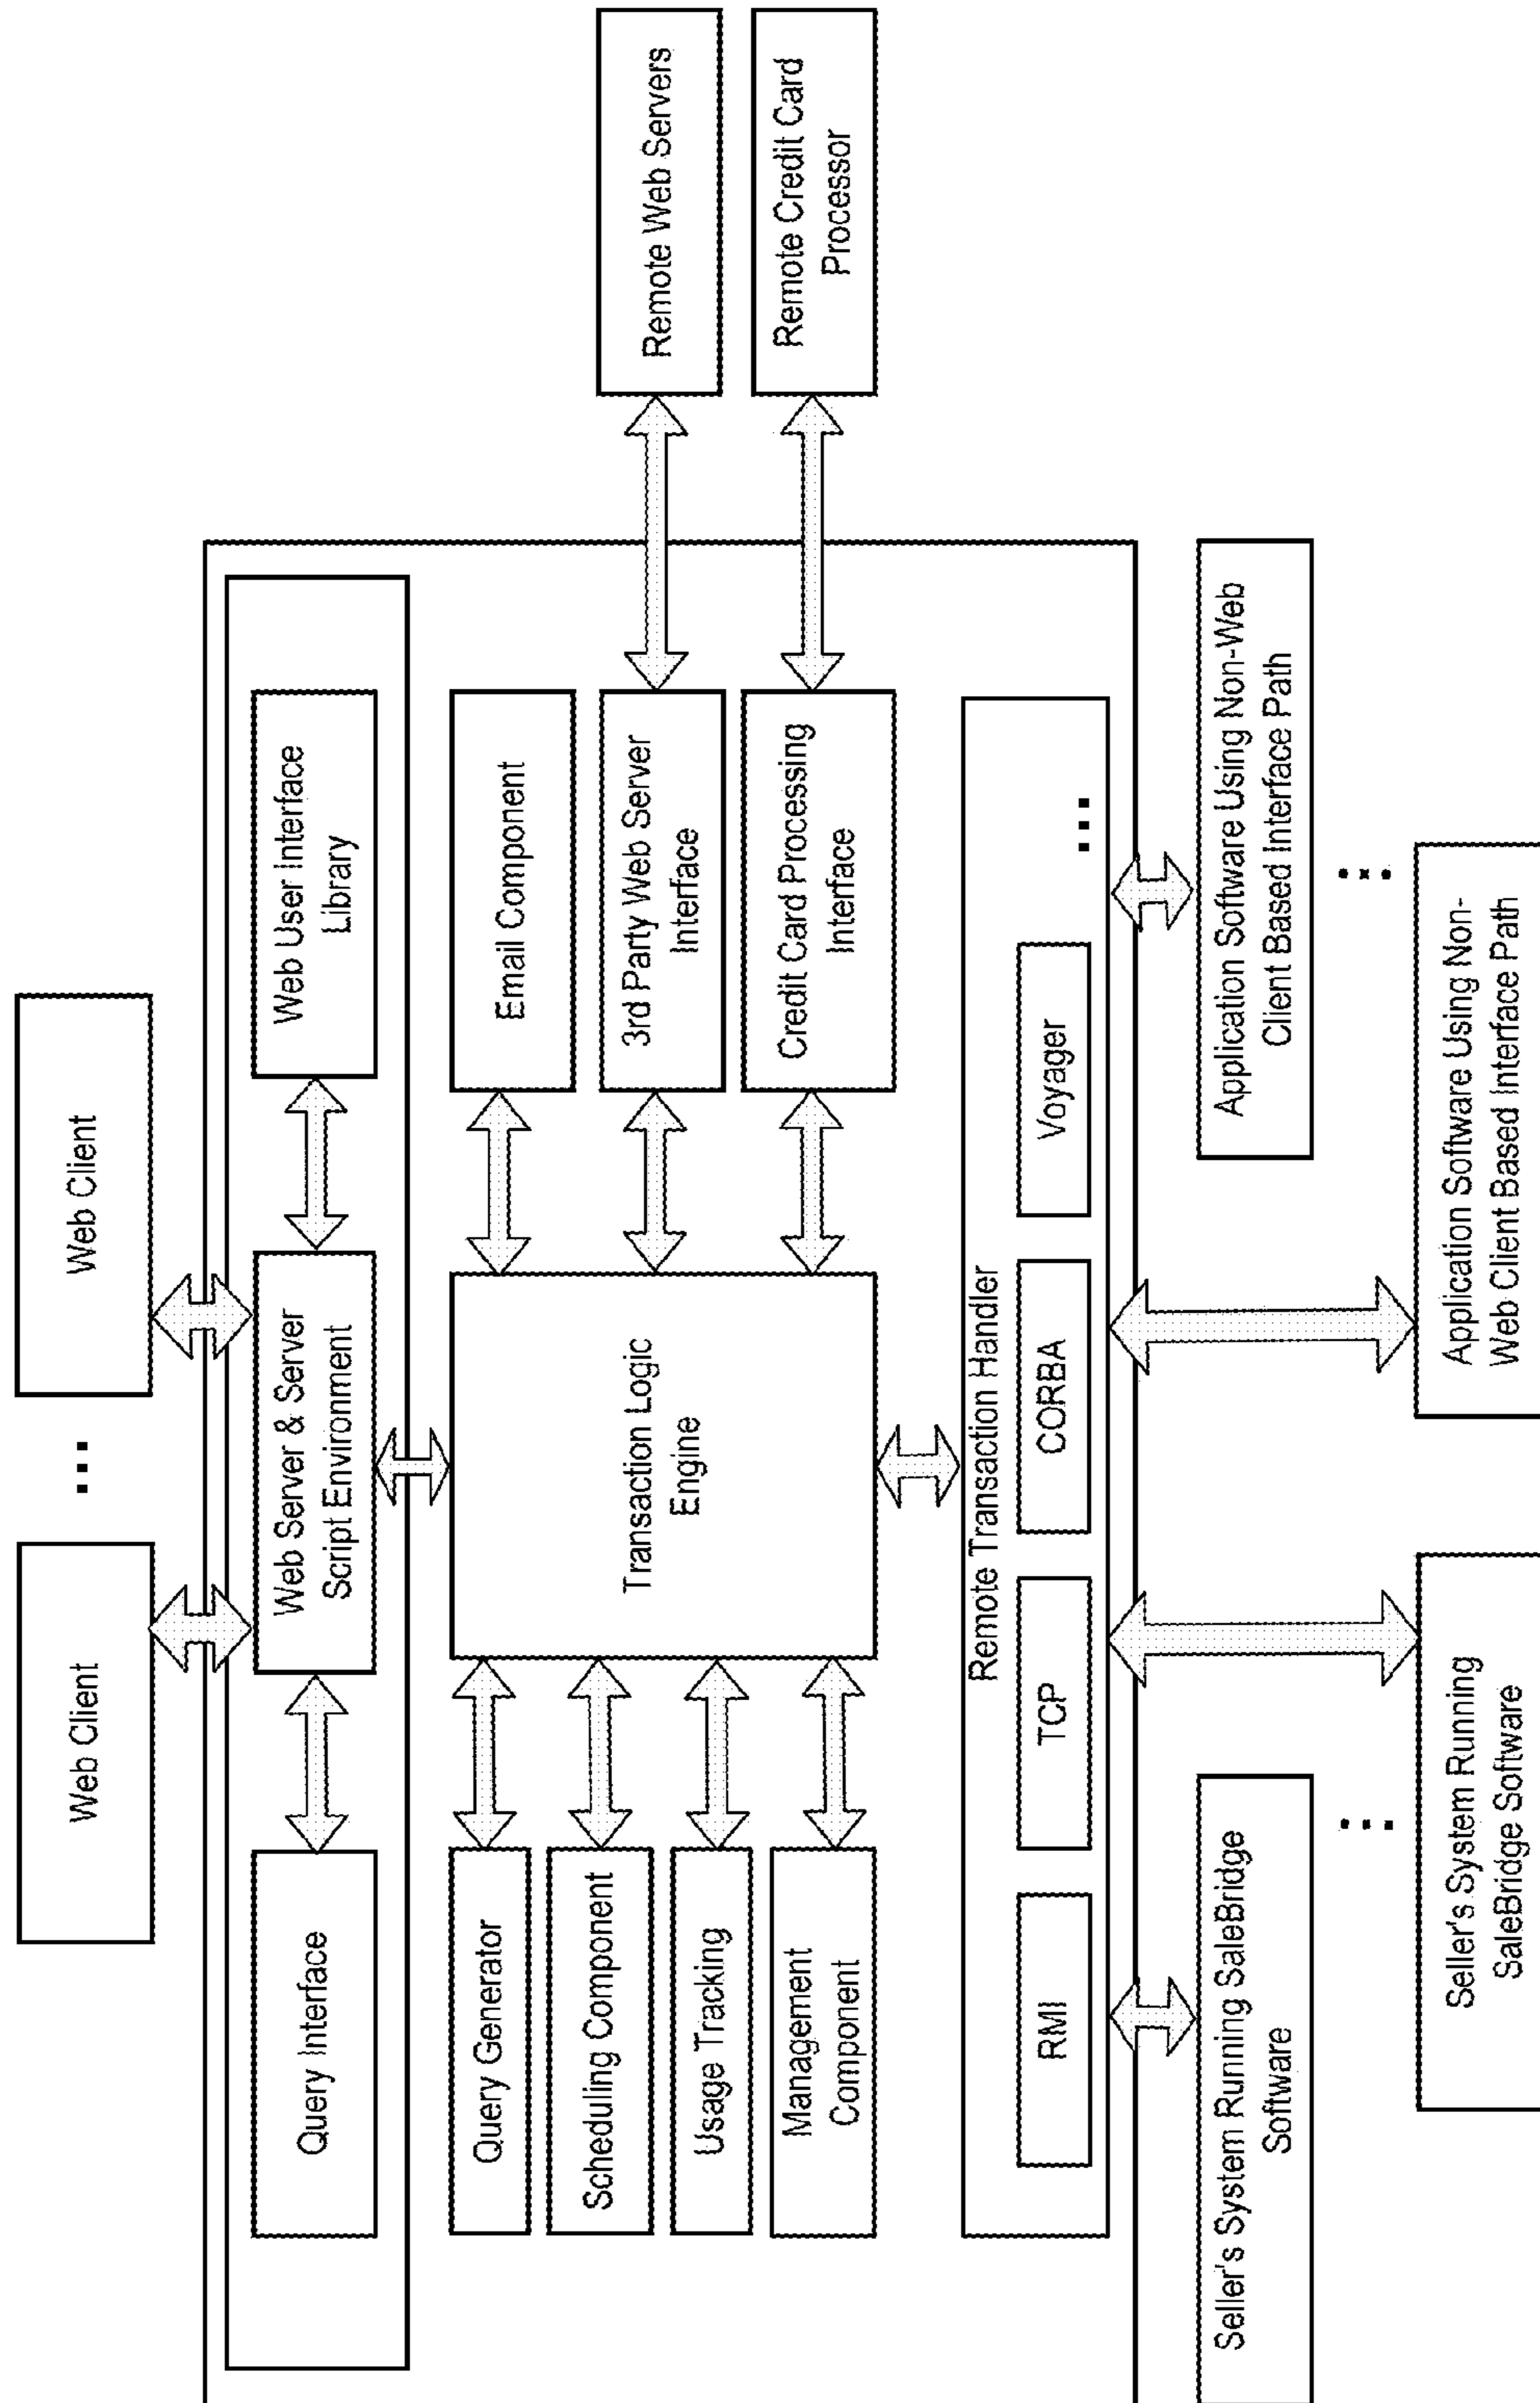 Web Client
...
Web Client
Query Interface
Web Server & Server
Script Environment
Web User Interface
Library
Query Generator
Scheduling Component
Usage Tracking
Management
Component
Transaction Logic
Engine
Email Component
3rd Party Web Server
Interface
Credit Card Processing
Interface
Remote Web Servers
Remote Credit Card
Processor
Remote Transaction Handler
RMI
TCP
CORBA
Voyager
...
Seller's System Running SaleBridge
Software
...
Seller's System Running
SaleBridge Software
Application Software Using Non-Web
Client Based Interface Path
...
Application Software Using Non-
Web Client Based Interface Path